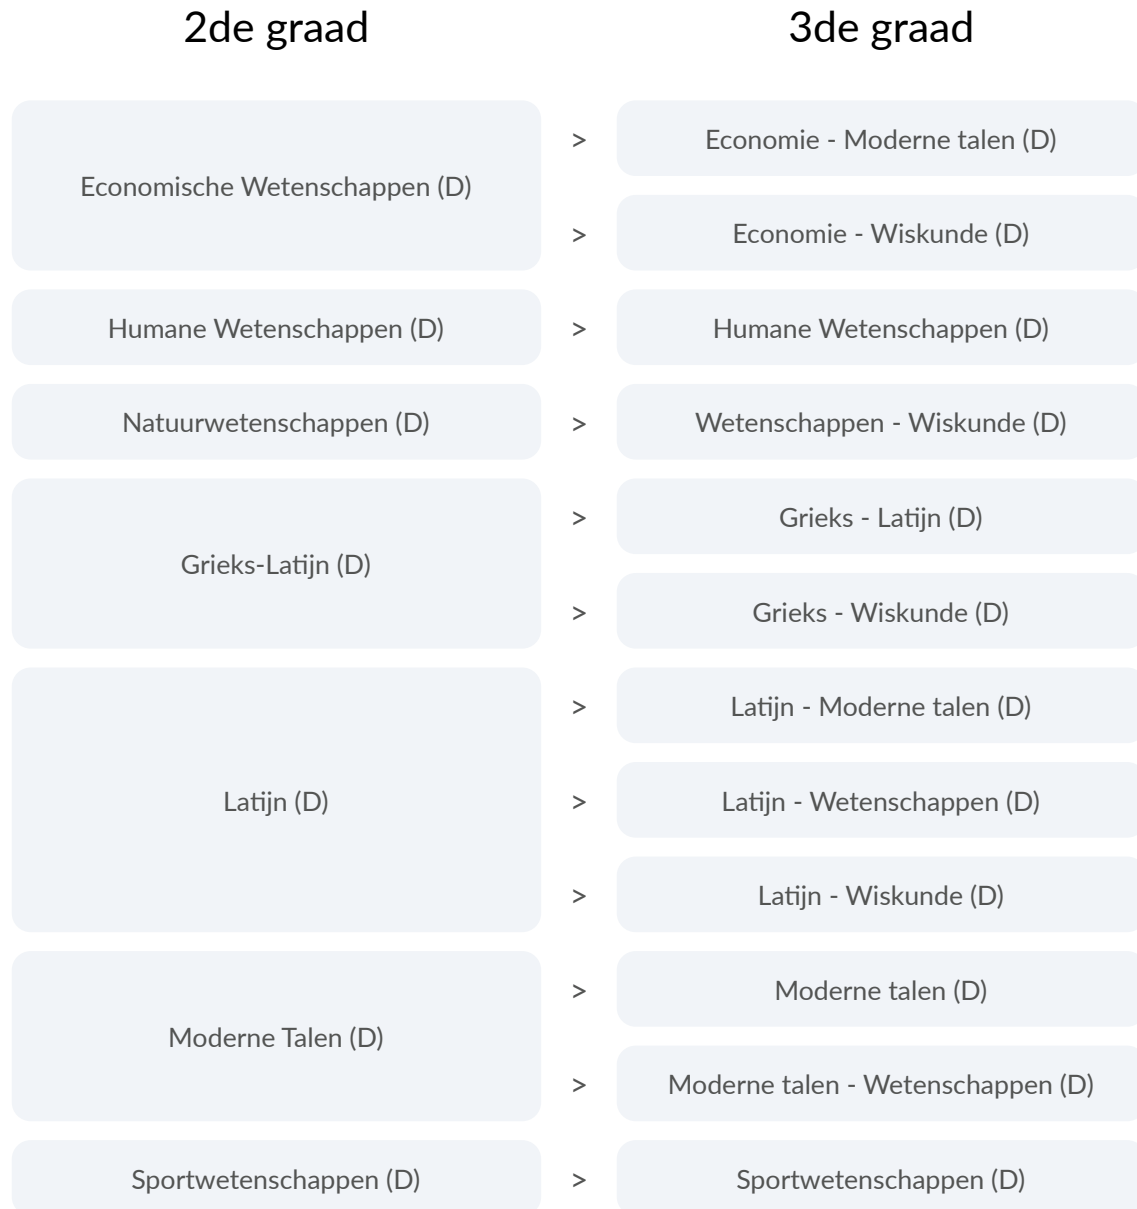 2de graad
3de graad
Economische Wetenschappen (D)
>
Economie - Moderne talen (D)
>
Economie - Wiskunde (D)
Humane Wetenschappen (D)
>
Humane Wetenschappen (D)
Natuurwetenschappen (D)
>
Wetenschappen - Wiskunde (D)
Grieks-Latijn (D)
>
Grieks - Latijn (D)
>
Grieks - Wiskunde (D)
Latijn (D)
>
Latijn - Moderne talen (D)
>
Latijn - Wetenschappen (D)
>
Latijn - Wiskunde (D)
Moderne Talen (D)
>
Moderne talen (D)
>
Moderne talen - Wetenschappen (D)
Sportwetenschappen (D)
>
Sportwetenschappen (D)